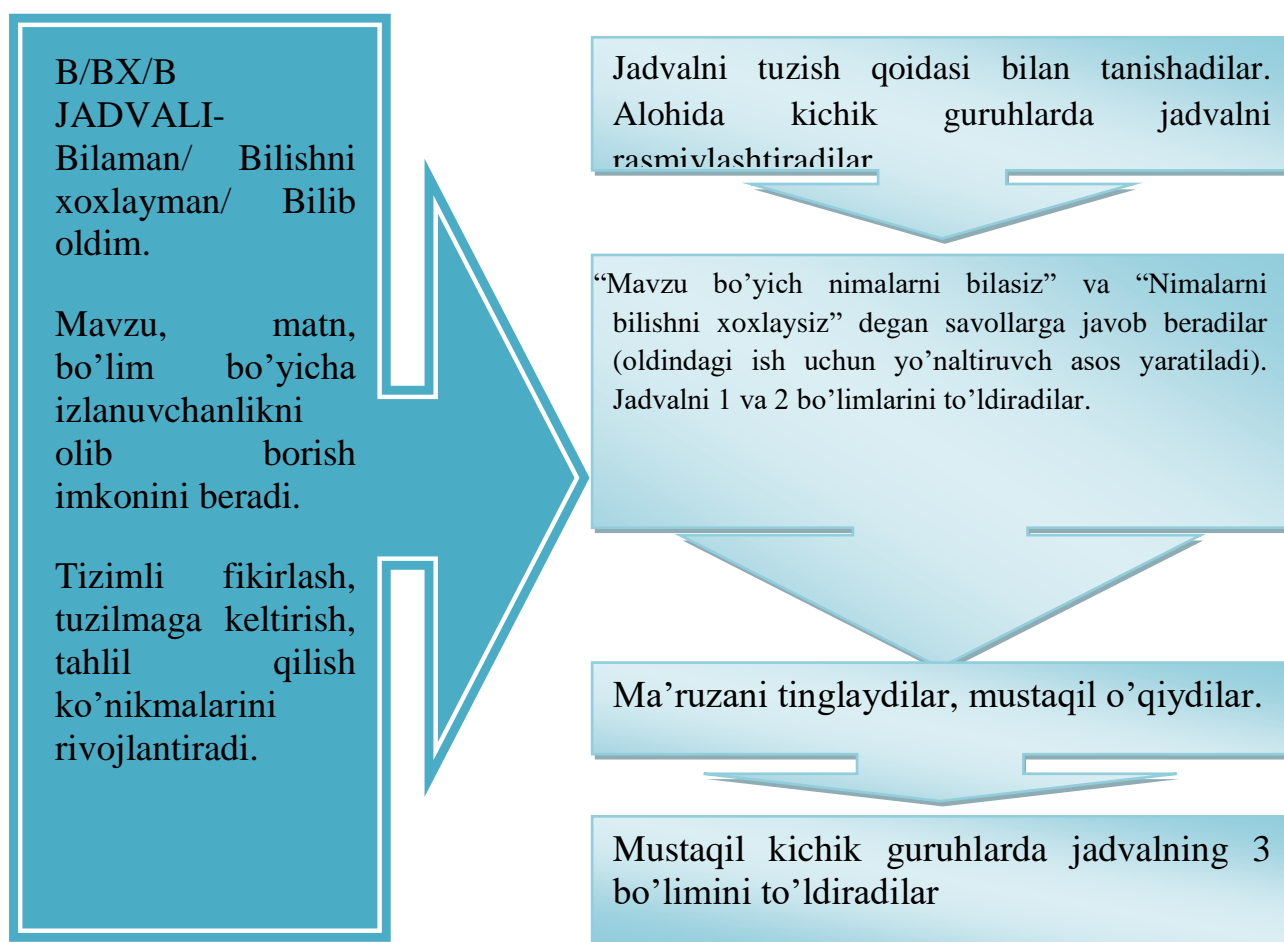 B/BX/B
JADVALI-
Bilaman/ Bilishni
xoxlayman/ Bilib
oldim.
Mavzu, matn,
bo’lim bo’yicha
izlanuvchanlikni
olib borish
imkonini beradi.
Tizimli fikirlash,
tuzilmaga keltirish,
tahlil qilish
ko’nikmalarini
rivojlantiradi.
Jadvalni tuzish qoidasi bilan tanishadilar.
Alohida kichik guruhlarda jadvalni
rasmiylashtiradilar
“Mavzu bo’yich nimalarni bilasiz” va “Nimalarni
bilishni xoxlaysiz” degan savollarga javob beradilar
(oldindagi ish uchun yo’naltiruvch asos yaratiladi).
Jadvalni 1 va 2 bo’limlarini to’ldiradilar.
Ma’ruzani tinglaydilar, mustaqil o’qiydilar.
Mustaqil kichik guruhlarda jadvalning 3
bo’limini to’ldiradilar